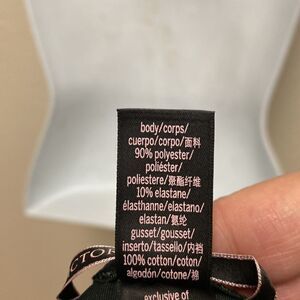 body/corps/
cuerpo/corpo/面料
90% polyester/
poliéster/
poliestere/聚酯纤维
10% elastane/
élasthanne/elastano/
elastan/氨纶
gusset/gousset/
inserto/tassello/内裆
100% cotton/coton/
algodón/cotone/棉
exclusive of